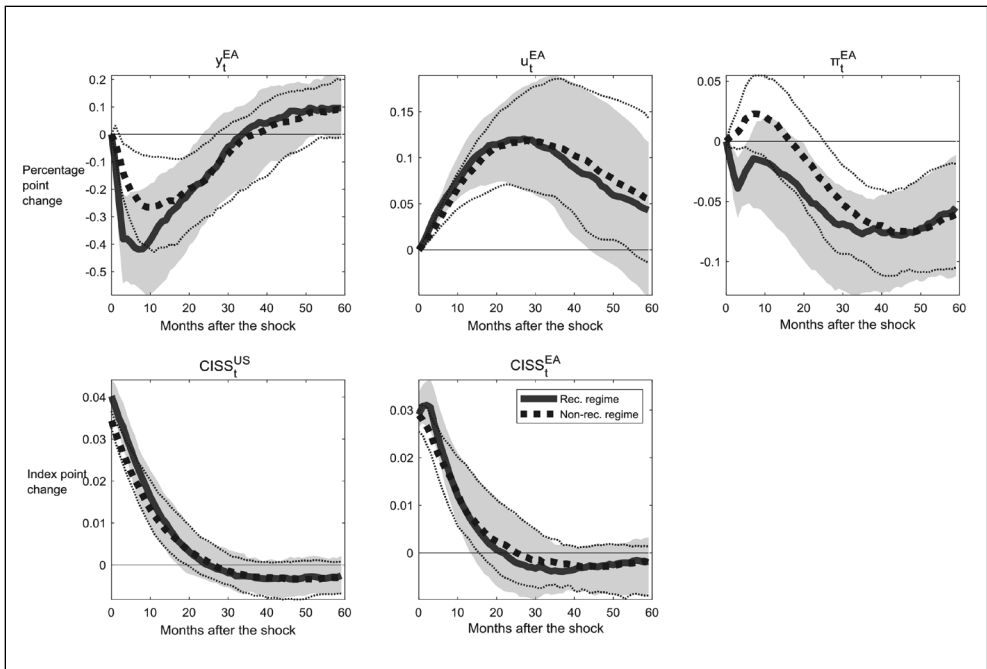 y_t^EA
0.2
0.1
0
-0.1
-0.2
-0.3
-0.4
-0.5
Percentage
point
change
0 10 20 30 40 50 60
Months after the shock
u_t^EA
0.15
0.1
0.05
0
0 10 20 30 40 50 60
Months after the shock
π_t^EA
0.05
0
-0.05
-0.1
0 10 20 30 40 50 60
Months after the shock
CISS_t^US
0.04
0.03
0.02
0.01
0
Index point
change
0 10 20 30 40 50 60
Months after the shock
CISS_t^EA
0.03
0.02
0.01
0
Rec. regime
Non-rec. regime
0 10 20 30 40 50 60
Months after the shock